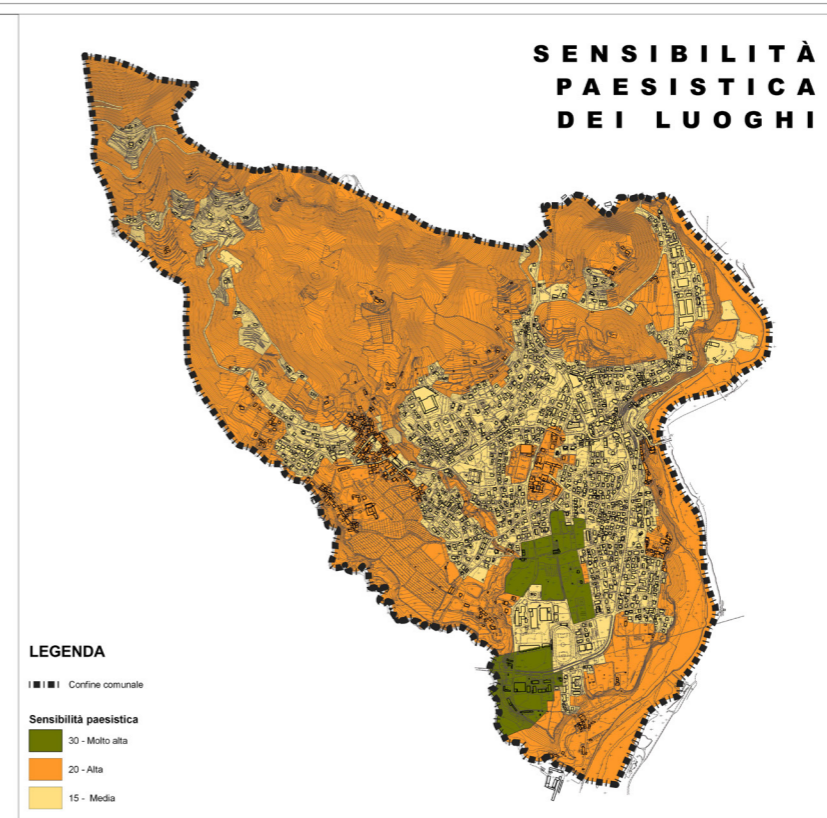 SENSIBILITÀ
PAESISTICA
DEI LUOGHI
LEGENDA
Confine comunale
Sensibilità paesistica
30 - Molto alta
20 - Alta
15 - Media